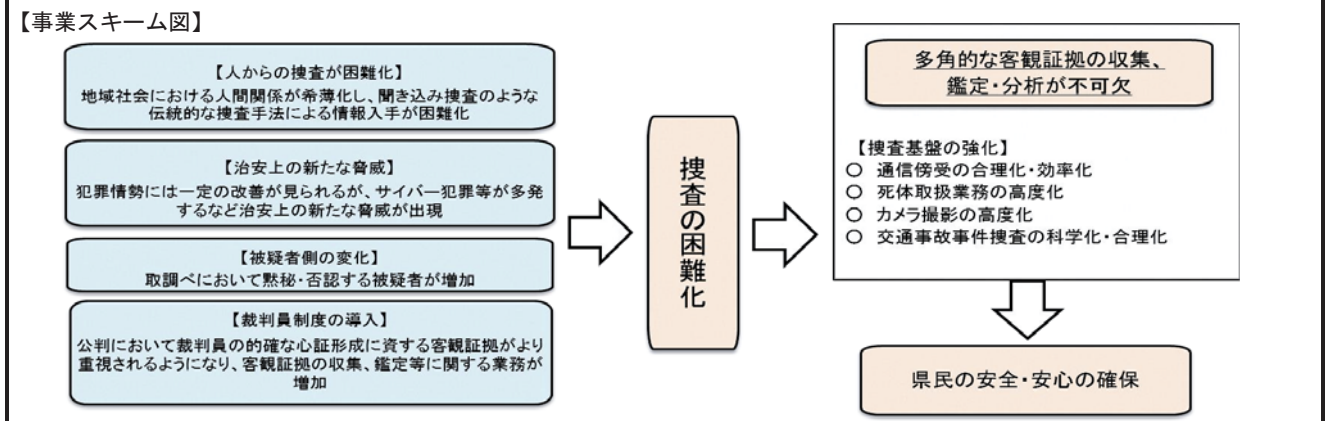 【事業スキーム図】
【人からの捜査が困難化】
地域社会における人間関係が希薄化し、聞き込み捜査のような
伝統的な捜査手法による情報入手が困難化
【治安上の新たな脅威】
犯罪情勢には一定の改善が見られるが、サイバー犯罪等が多発
するなど治安上の新たな脅威が出現
【被疑者側の変化】
取調べにおいて黙秘・否認する被疑者が増加
【裁判員制度の導入】
公判において裁判員の的確な心証形成に資する客観証拠がより
重視されるようになり、客観証拠の収集、鑑定等に関する業務が
増加
捜査の困難化
多角的な客観証拠の収集、
鑑定・分析が不可欠
【捜査基盤の強化】
○ 通信傍受の合理化・効率化
○ 死体取扱業務の高度化
○ カメラ撮影の高度化
○ 交通事故事件捜査の科学化・合理化
県民の安全・安心の確保